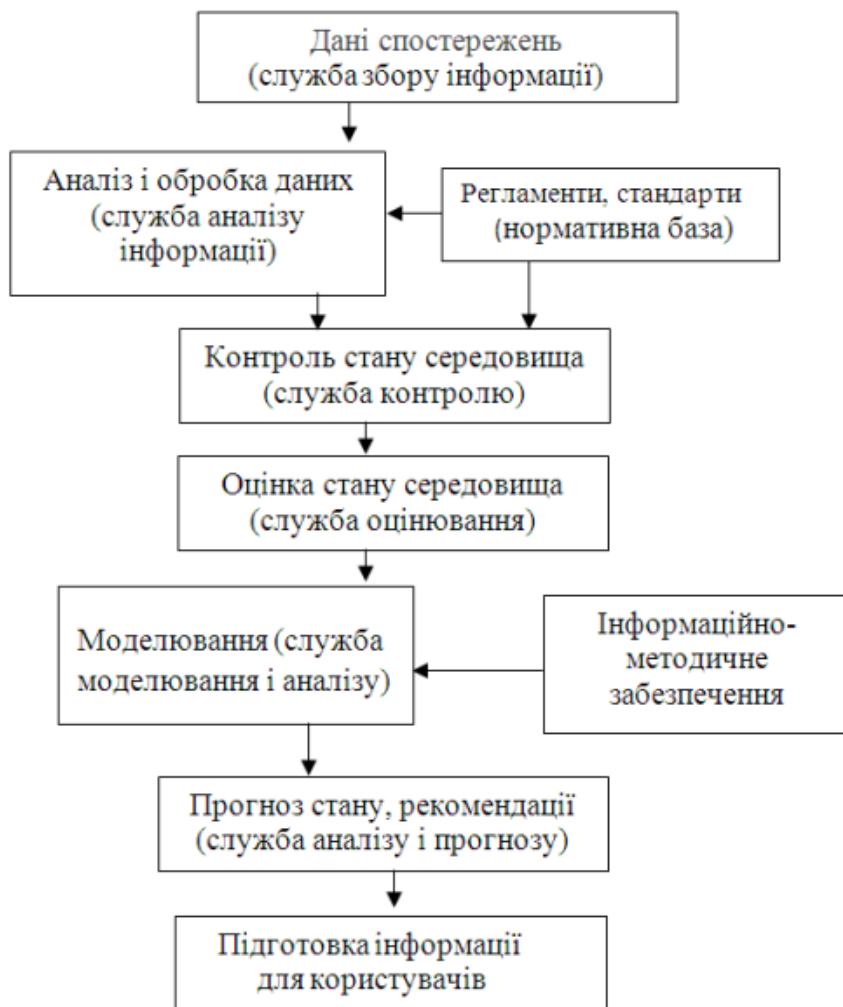 Дані спостережень
(служба збору інформації)
Аналіз і обробка даних
(служба аналізу
інформації)
Регламенти, стандарти
(нормативна база)
Контроль стану середовища
(служба контролю)
Оцінка стану середовища
(служба оцінювання)
Моделювання (служба
моделювання і аналізу)
Інформаційно-
методичне
забезпечення
Прогноз стану, рекомендації
(служба аналізу і прогнозу)
Підготовка інформації
для користувачів